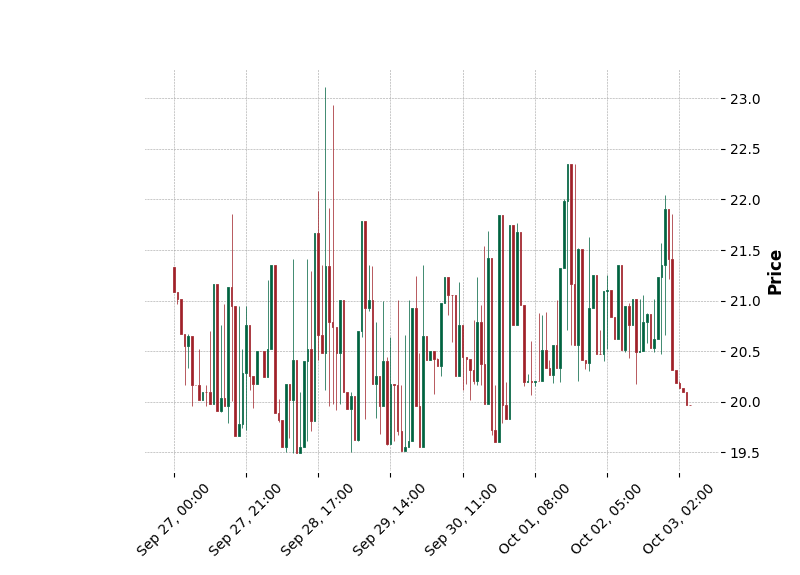 23.0
22.5
22.0
21.5
21.0
20.5
20.0
19.5
Price
Sep 27, 00:00
Sep 27, 21:00
Sep 28, 17:00
Sep 29, 14:00
Sep 30, 11:00
Oct 01, 08:00
Oct 02, 05:00
Oct 03, 02:00